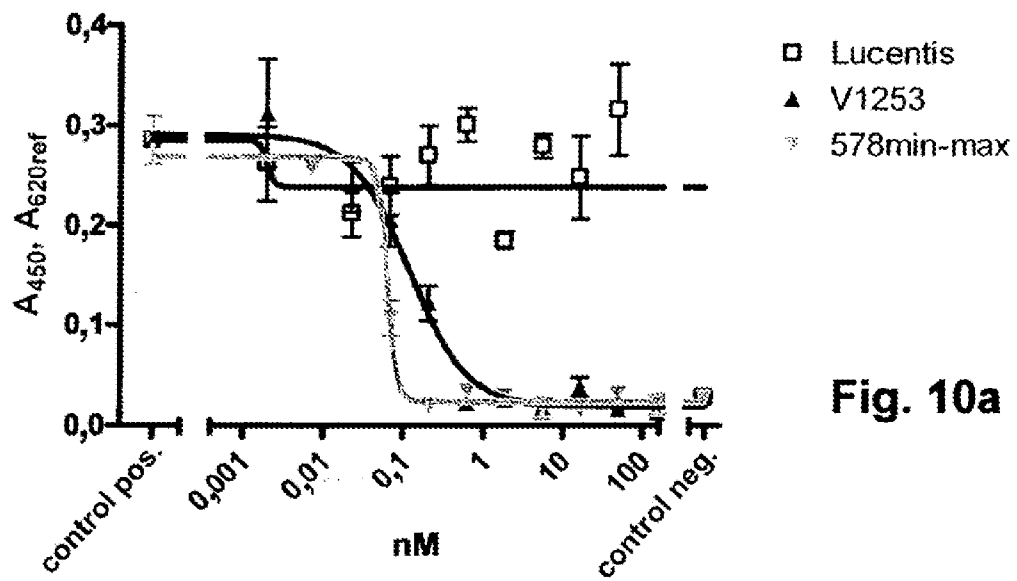 0,4
0,3
0,2
0,1
0,0
A450, A620ref
control pos.
0,001
0,01
0,1
1
10
100
control neg.
nM
Lucentis
V1253
578min-max
Fig. 10a